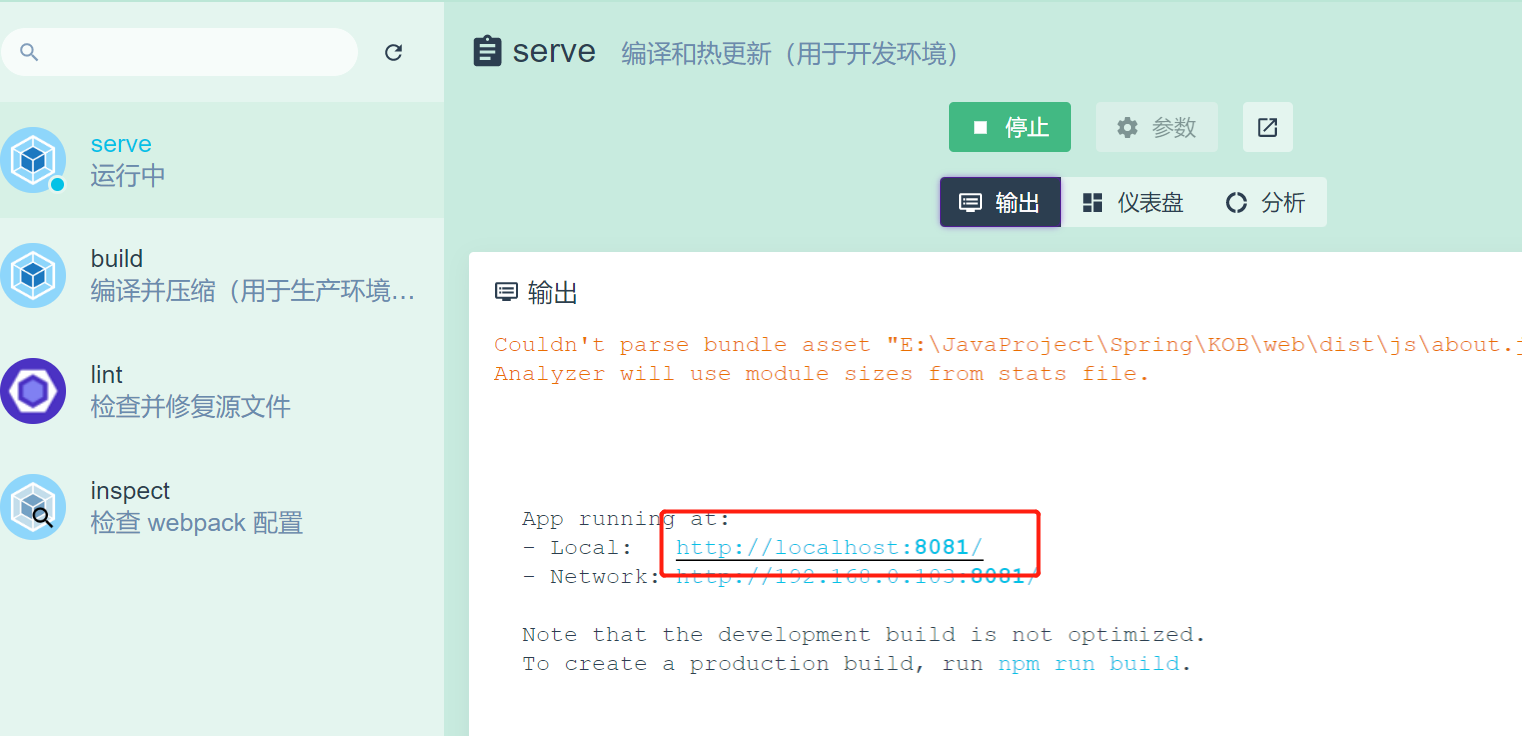 serve
运行中
build
编译并压缩（用于生产环境…
lint
检查并修复源文件
inspect
检查 webpack 配置
serve 编译和热更新（用于开发环境）
停止 参数
输出 仪表盘 分析
输出
Couldn't parse bundle asset "E:\JavaProject\Spring\KOB\web\dist\js\about.j
Analyzer will use module sizes from stats file.
App running at:
- Local: http://localhost:8081/
- Network: http://192.168.0.103:8081/
Note that the development build is not optimized.
To create a production build, run npm run build.